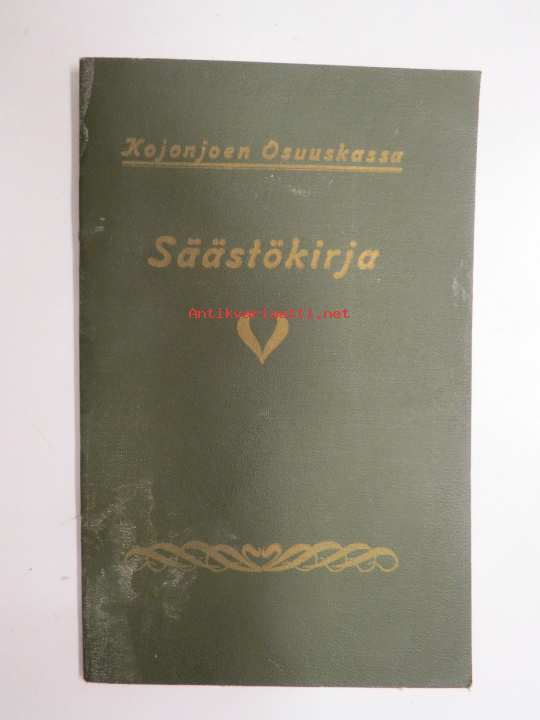 Kojonjoen Osuuskassa
Säästökirja
Antikvariaatti.net